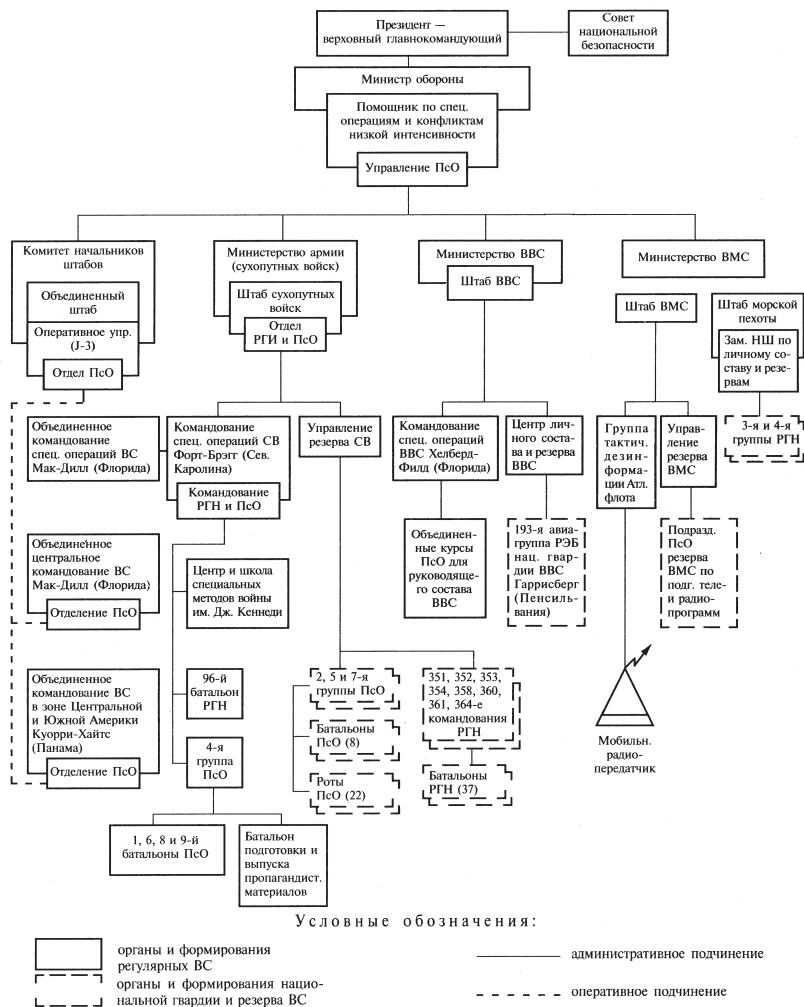 Президент —
верховный главнокомандующий
Совет
национальной
безопасности
Министр обороны
Помощник по спец.
операциям и конфликтам
низкой интенсивности
Управление ПсО
Комитет начальников
штабов
Объединенный
штаб
Оперативное упр.
(J-3)
Отдел ПсО
Министерство армии
(сухопутных войск)
Штаб сухопутных
войск
Отдел
РГИ и ПсО
Министерство ВВС
Штаб ВВС
Министерство ВМС
Штаб ВМС
Штаб морской
пехоты
Зам. НШ по
личному со-
ставу и резе-
рвам
Объединенное
командование
спец. операций ВС
Мак-Дилл (Флорида)
Командование
спец. операций СВ
Форт-Брэгг (Сев.
Каролина)
Командование
РГН и ПсО
Управление
резерва СВ
Командование
спец. операций
ВВС Хелберд-
Филд (Флорида)
Центр лич-
ного соста-
ва и резерва
ВВС
Группа
тактич.
дезин-
форма-
ции Атл.
флота
Управ-
ление
резерва
ВМС
3-я и 4-я
группы РГН
Объединенное
центральное
командование ВС
Мак-Дилл (Флорида)
Отделение ПсО
Центр и школа
специальных
методов войны
им. Дж. Кеннеди
Объединен-
ные курсы
ПсО для
руководяще-
го состава
ВВС
193-я авиа-
группа РЭБ
нац. гвар-
дии ВВС
Гаррисберг
(Пенсиль-
вания)
Подразд.
ПсО
резерва
ВМС по
подг. теле-
и радио-
программ
Объединенное
командование ВС
в зоне Центральной
и Южной Америки
Куорри-Хайтс
(Панама)
Отделение ПсО
96-й
батальон
РГН
4-я
группа
ПсО
2, 5 и 7-я
группы ПсО
Батальоны
ПсО (8)
Роты
ПсО (22)
351, 352, 353,
354, 358, 360,
361, 364-е
командования
РГН
Батальоны
РГН (37)
Мобильн.
радио-
передатчик
1, 6, 8 и 9-й
батальоны ПсО
Батальон
подготовки и
выпуска
пропагандист.
материалов
Условные обозначения:
органы и формирования
регулярных ВС
административное подчинение
органы и формирования нацио-
нальной гвардии и резерва ВС
оперативное подчинение